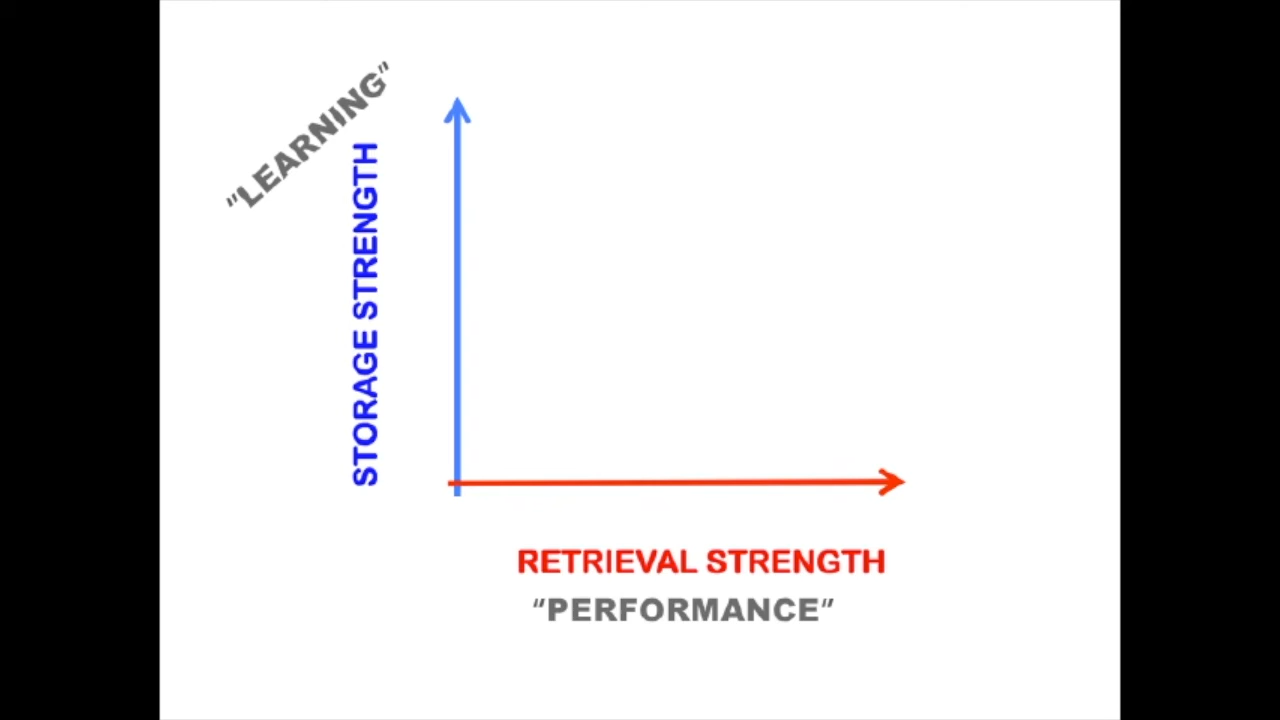 “LEARNING”
STORAGE STRENGTH
RETRIEVAL STRENGTH
“PERFORMANCE”